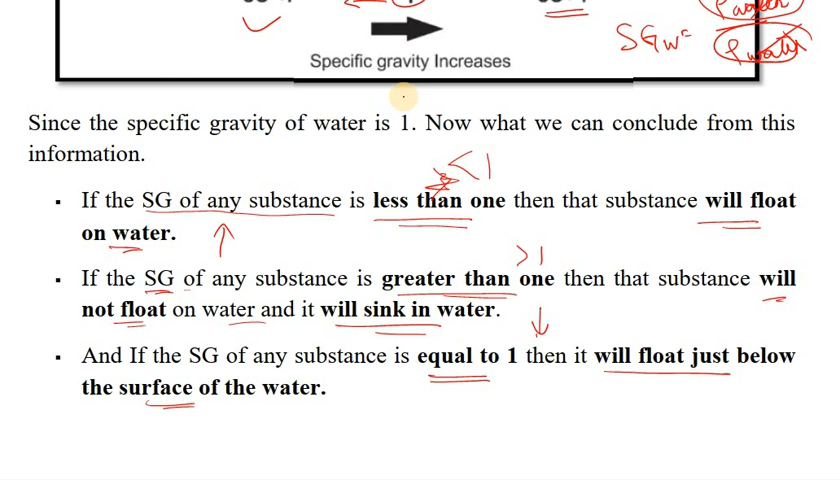 Specific gravity Increases
SGw=
ρ water
Since the specific gravity of water is 1. Now what we can conclude from this
information.
<1
▪ If the SG of any substance is less than one then that substance will float
on water.
>1
▪ If the SG of any substance is greater than one then that substance will
not float on water and it will sink in water.
▪ And If the SG of any substance is equal to 1 then it will float just below
the surface of the water.